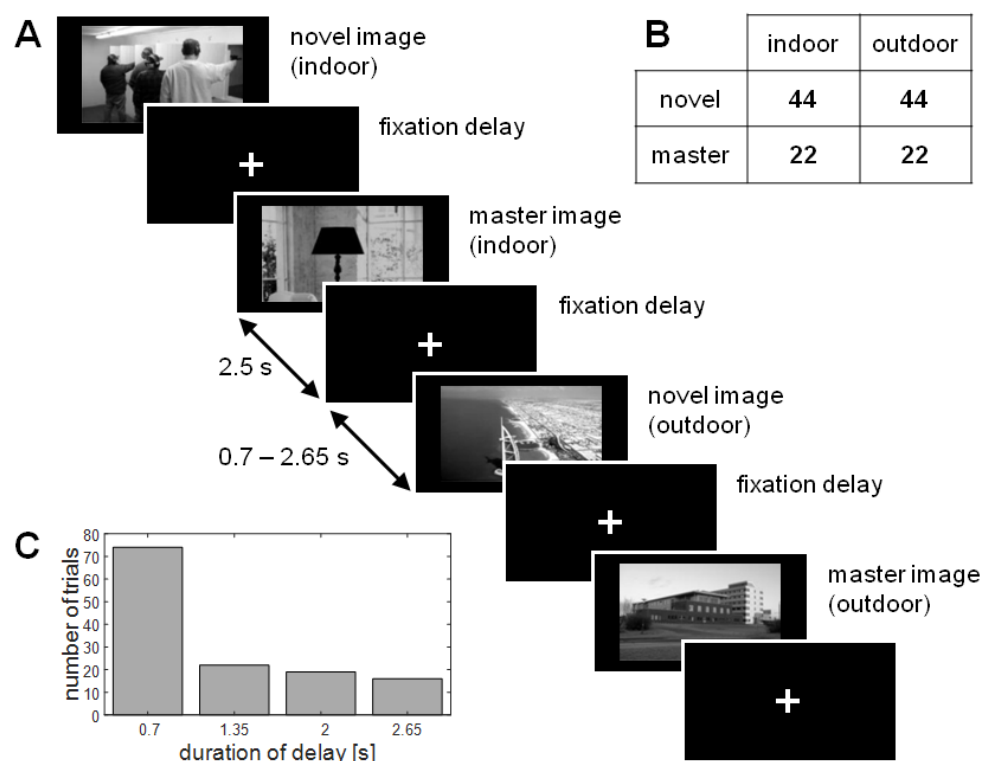 A
novel image
(indoor)
fixation delay
master image
(indoor)
fixation delay
2.5 s
novel image
(outdoor)
0.7 – 2.65 s
fixation delay
master image
(outdoor)
B
indoor outdoor
novel 44 44
master 22 22
C
number of trials
80
70
60
50
40
30
20
10
0
0.7 1.35 2 2.65
duration of delay [s]